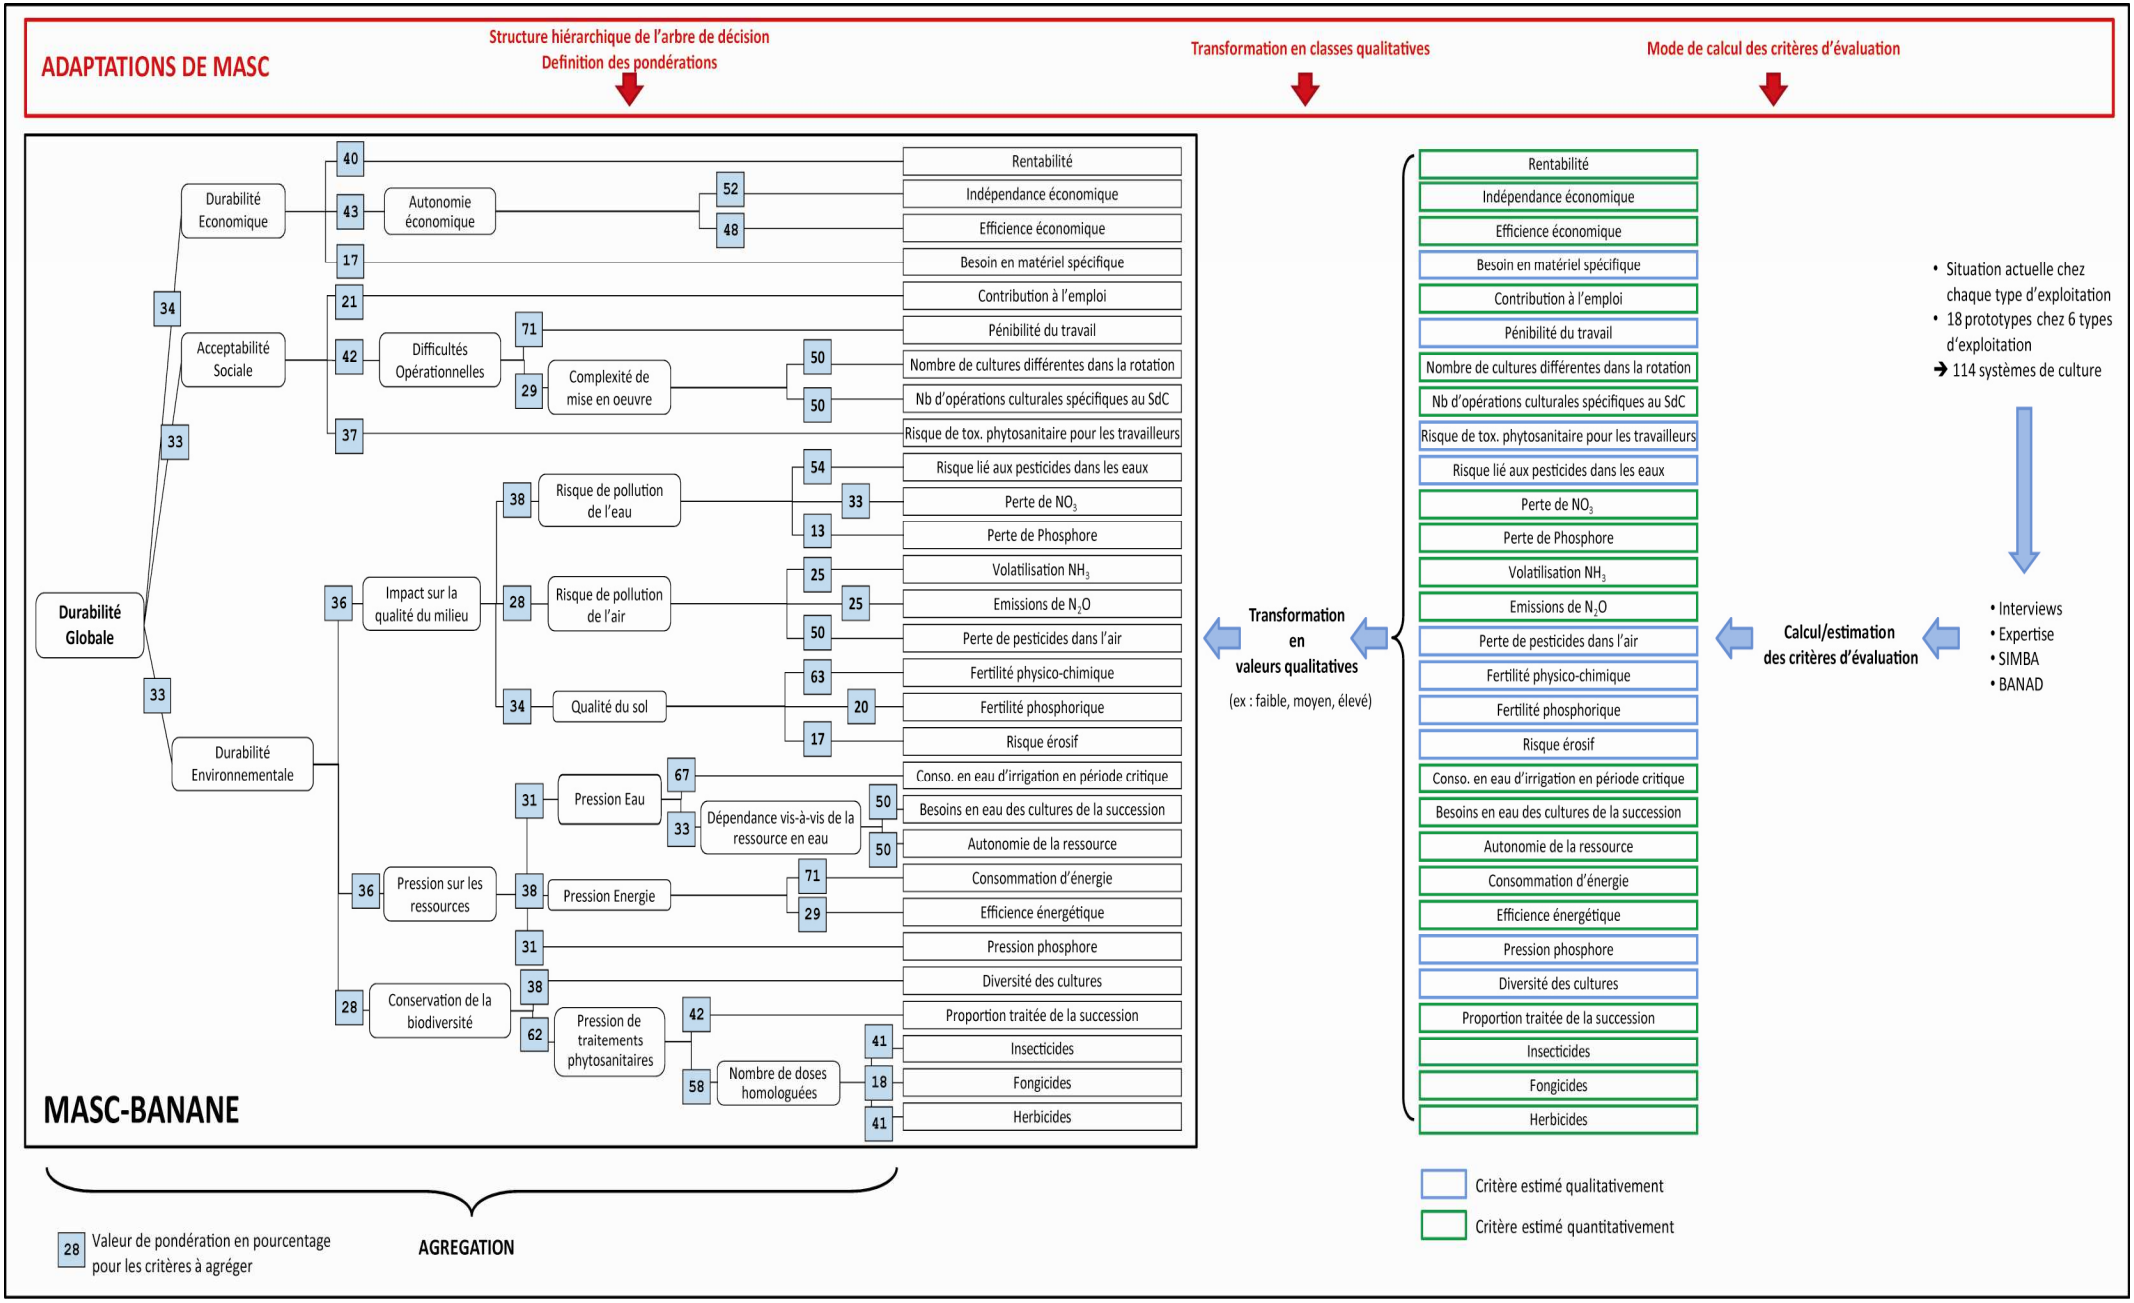 ADAPTATIONS DE MASC
Structure hiérarchique de l'arbre de décision
Definition des pondérations
Transformation en classes qualitatives
Mode de calcul des critères d'évaluation
Durabilité
Globale
34
33
33
Durabilité
Economique
40
43
17
Autonomie
économique
52
48
Acceptabilité
Sociale
21
42
37
Difficultés
Opérationnelles
71
29
Complexité de
mise en oeuvre
50
50
Durabilité
Environnementale
36
36
28
Impact sur la
qualité du milieu
38
28
34
Risque de pollution
de l'eau
54
33
13
Risque de pollution
de l'air
25
25
50
Qualité du sol
63
20
17
Pression sur les
ressources
31
38
31
Pression Eau
67
33
Dépendance vis-à-vis de la
ressource en eau
50
50
Pression Energie
71
29
Conservation de la
biodiversité
38
62
Pression de
traitements
phytosanitaires
42
58
Nombre de doses
homologuées
41
18
41
Rentabilité
Indépendance économique
Efficience économique
Besoin en matériel spécifique
Contribution à l'emploi
Pénibilité du travail
Nombre de cultures différentes dans la rotation
Nb d'opérations culturales spécifiques au SdC
Risque de tox. phytosanitaire pour les travailleurs
Risque lié aux pesticides dans les eaux
Perte de NO3
Perte de Phosphore
Volatilisation NH3
Emissions de N2O
Perte de pesticides dans l'air
Fertilité physico-chimique
Fertilité phosphorique
Risque érosif
Conso. en eau d'irrigation en période critique
Besoins en eau des cultures de la succession
Autonomie de la ressource
Consommation d'énergie
Efficience énergétique
Pression phosphore
Diversité des cultures
Proportion traitée de la succession
Insecticides
Fongicides
Herbicides
MASC-BANANE
28
Valeur de pondération en pourcentage
pour les critères à agréger
AGREGATION
Transformation
en
valeurs qualitatives
(ex : faible, moyen, élevé)
Rentabilité
Indépendance économique
Efficience économique
Besoin en matériel spécifique
Contribution à l'emploi
Pénibilité du travail
Nombre de cultures différentes dans la rotation
Nb d'opérations culturales spécifiques au SdC
Risque de tox. phytosanitaire pour les travailleurs
Risque lié aux pesticides dans les eaux
Perte de NO3
Perte de Phosphore
Volatilisation NH3
Emissions de N2O
Perte de pesticides dans l'air
Fertilité physico-chimique
Fertilité phosphorique
Risque érosif
Conso. en eau d'irrigation en période critique
Besoins en eau des cultures de la succession
Autonomie de la ressource
Consommation d'énergie
Efficience énergétique
Pression phosphore
Diversité des cultures
Proportion traitée de la succession
Insecticides
Fongicides
Herbicides
Critère estimé qualitativement
Critère estimé quantitativement
Calcul/estimation
des critères d'évaluation
• Situation actuelle chez
chaque type d'exploitation
• 18 prototypes chez 6 types
d'exploitation
➔ 114 systèmes de culture
• Interviews
• Expertise
• SIMBA
• BANAD